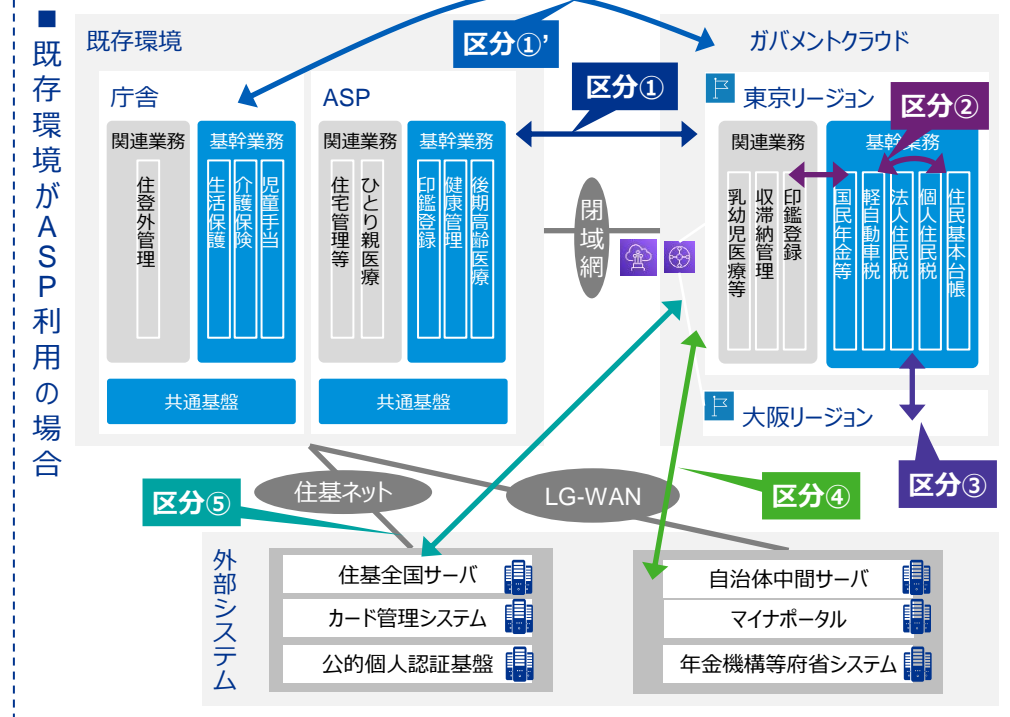 ■既存環境がASP利用の場合
区分①’
既存環境
ガバメントクラウド
区分①
庁舎
ASP
東京リージョン
区分②
関連業務
基幹業務
関連業務
基幹業務
関連業務
基幹業務
住登外管理
生活保護
介護保険
児童手当
住宅管理等
ひとり親医療
印鑑登録
健康管理
後期高齢医療
閉域網
乳幼児医療等
収滞納管理
印鑑登録
国民年金等
軽自動車税
法人住民税
個人住民税
住民基本台帳
共通基盤
共通基盤
大阪リージョン
区分③
区分④
区分⑤
住基ネット
LG-WAN
外部システム
住基全国サーバ
カード管理システム
公的個人認証基盤
自治体中間サーバ
マイナポータル
年金機構等府省システム